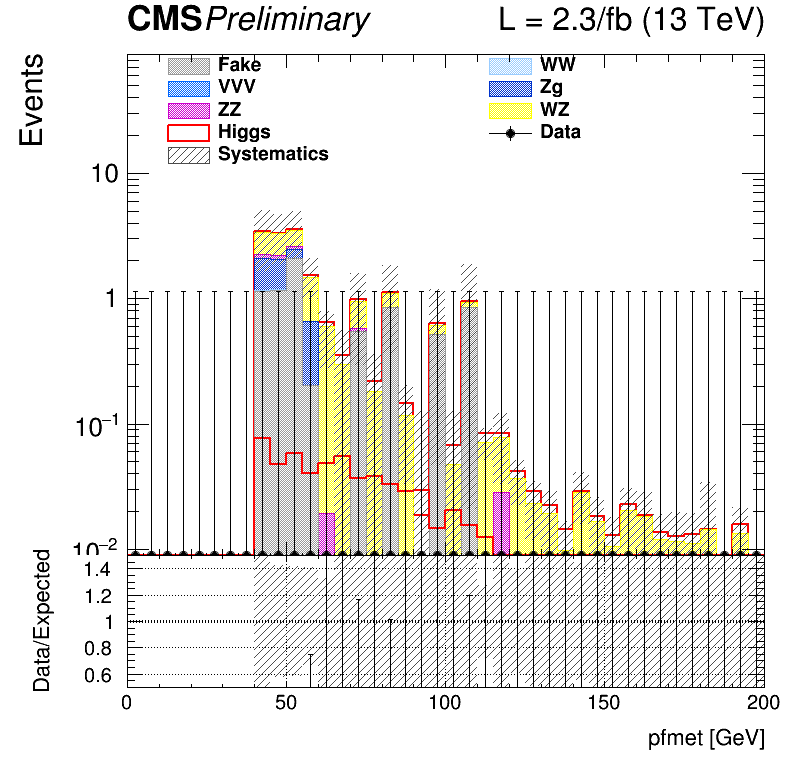 CMS Preliminary L = 2.3/fb (13 TeV)
Events
Fake WW
VVV Zg
ZZ WZ
Higgs Data
Systematics
10
1
10⁻¹
10⁻²
Data/Expected
1.4
1.2
1
0.8
0.6
0 50 100 150 200
pfmet [GeV]